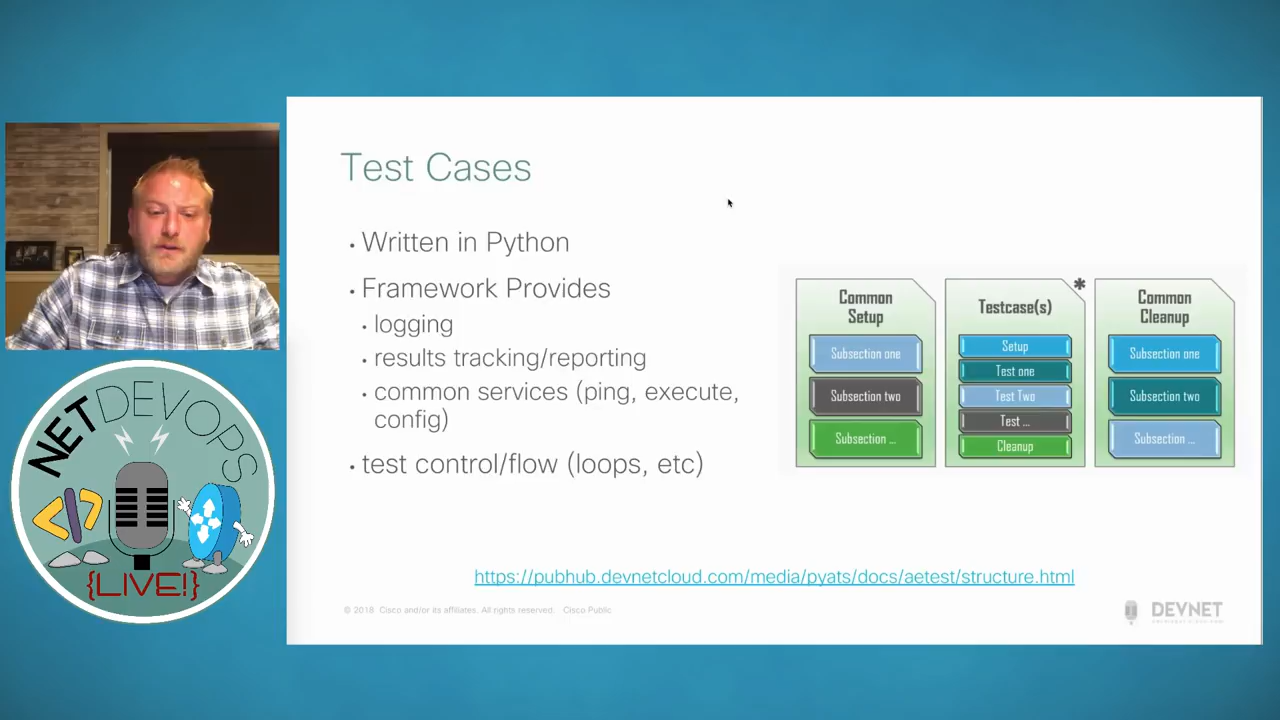 Test Cases
• Written in Python
• Framework Provides
• logging
• results tracking/reporting
• common services (ping, execute,
config)
• test control/flow (loops, etc)
Common
Setup
Subsection one
Subsection two
Subsection ...
Testcase(s)
*
Setup
Test one
Test Two
Test ...
Cleanup
Common
Cleanup
Subsection one
Subsection two
Subsection ...
https://pubhub.devnetcloud.com/media/pyats/docs/aetest/structure.html
© 2018 Cisco and/or its affiliates. All rights reserved. Cisco Public
DEVNET
NETDEVOPS
</>
{LIVE!}